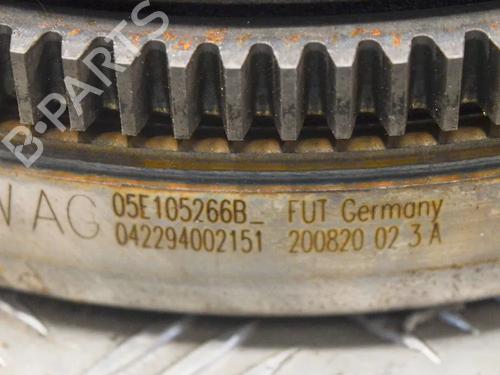 B-PARTS
W AG 05E105266B_ FUT Germany
042294002151 200820 02 3 A